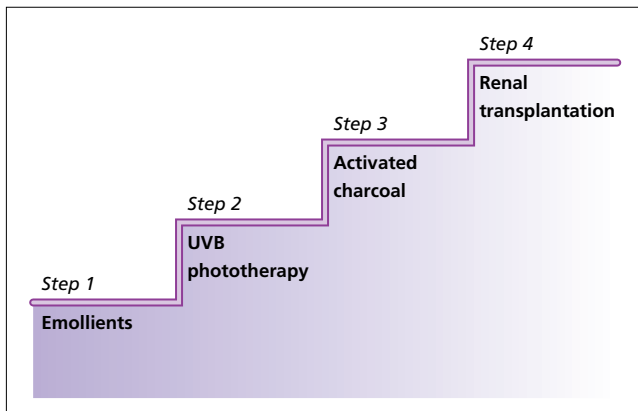 Step 1
Emollients
Step 2
UVB
phototherapy
Step 3
Activated
charcoal
Step 4
Renal
transplantation